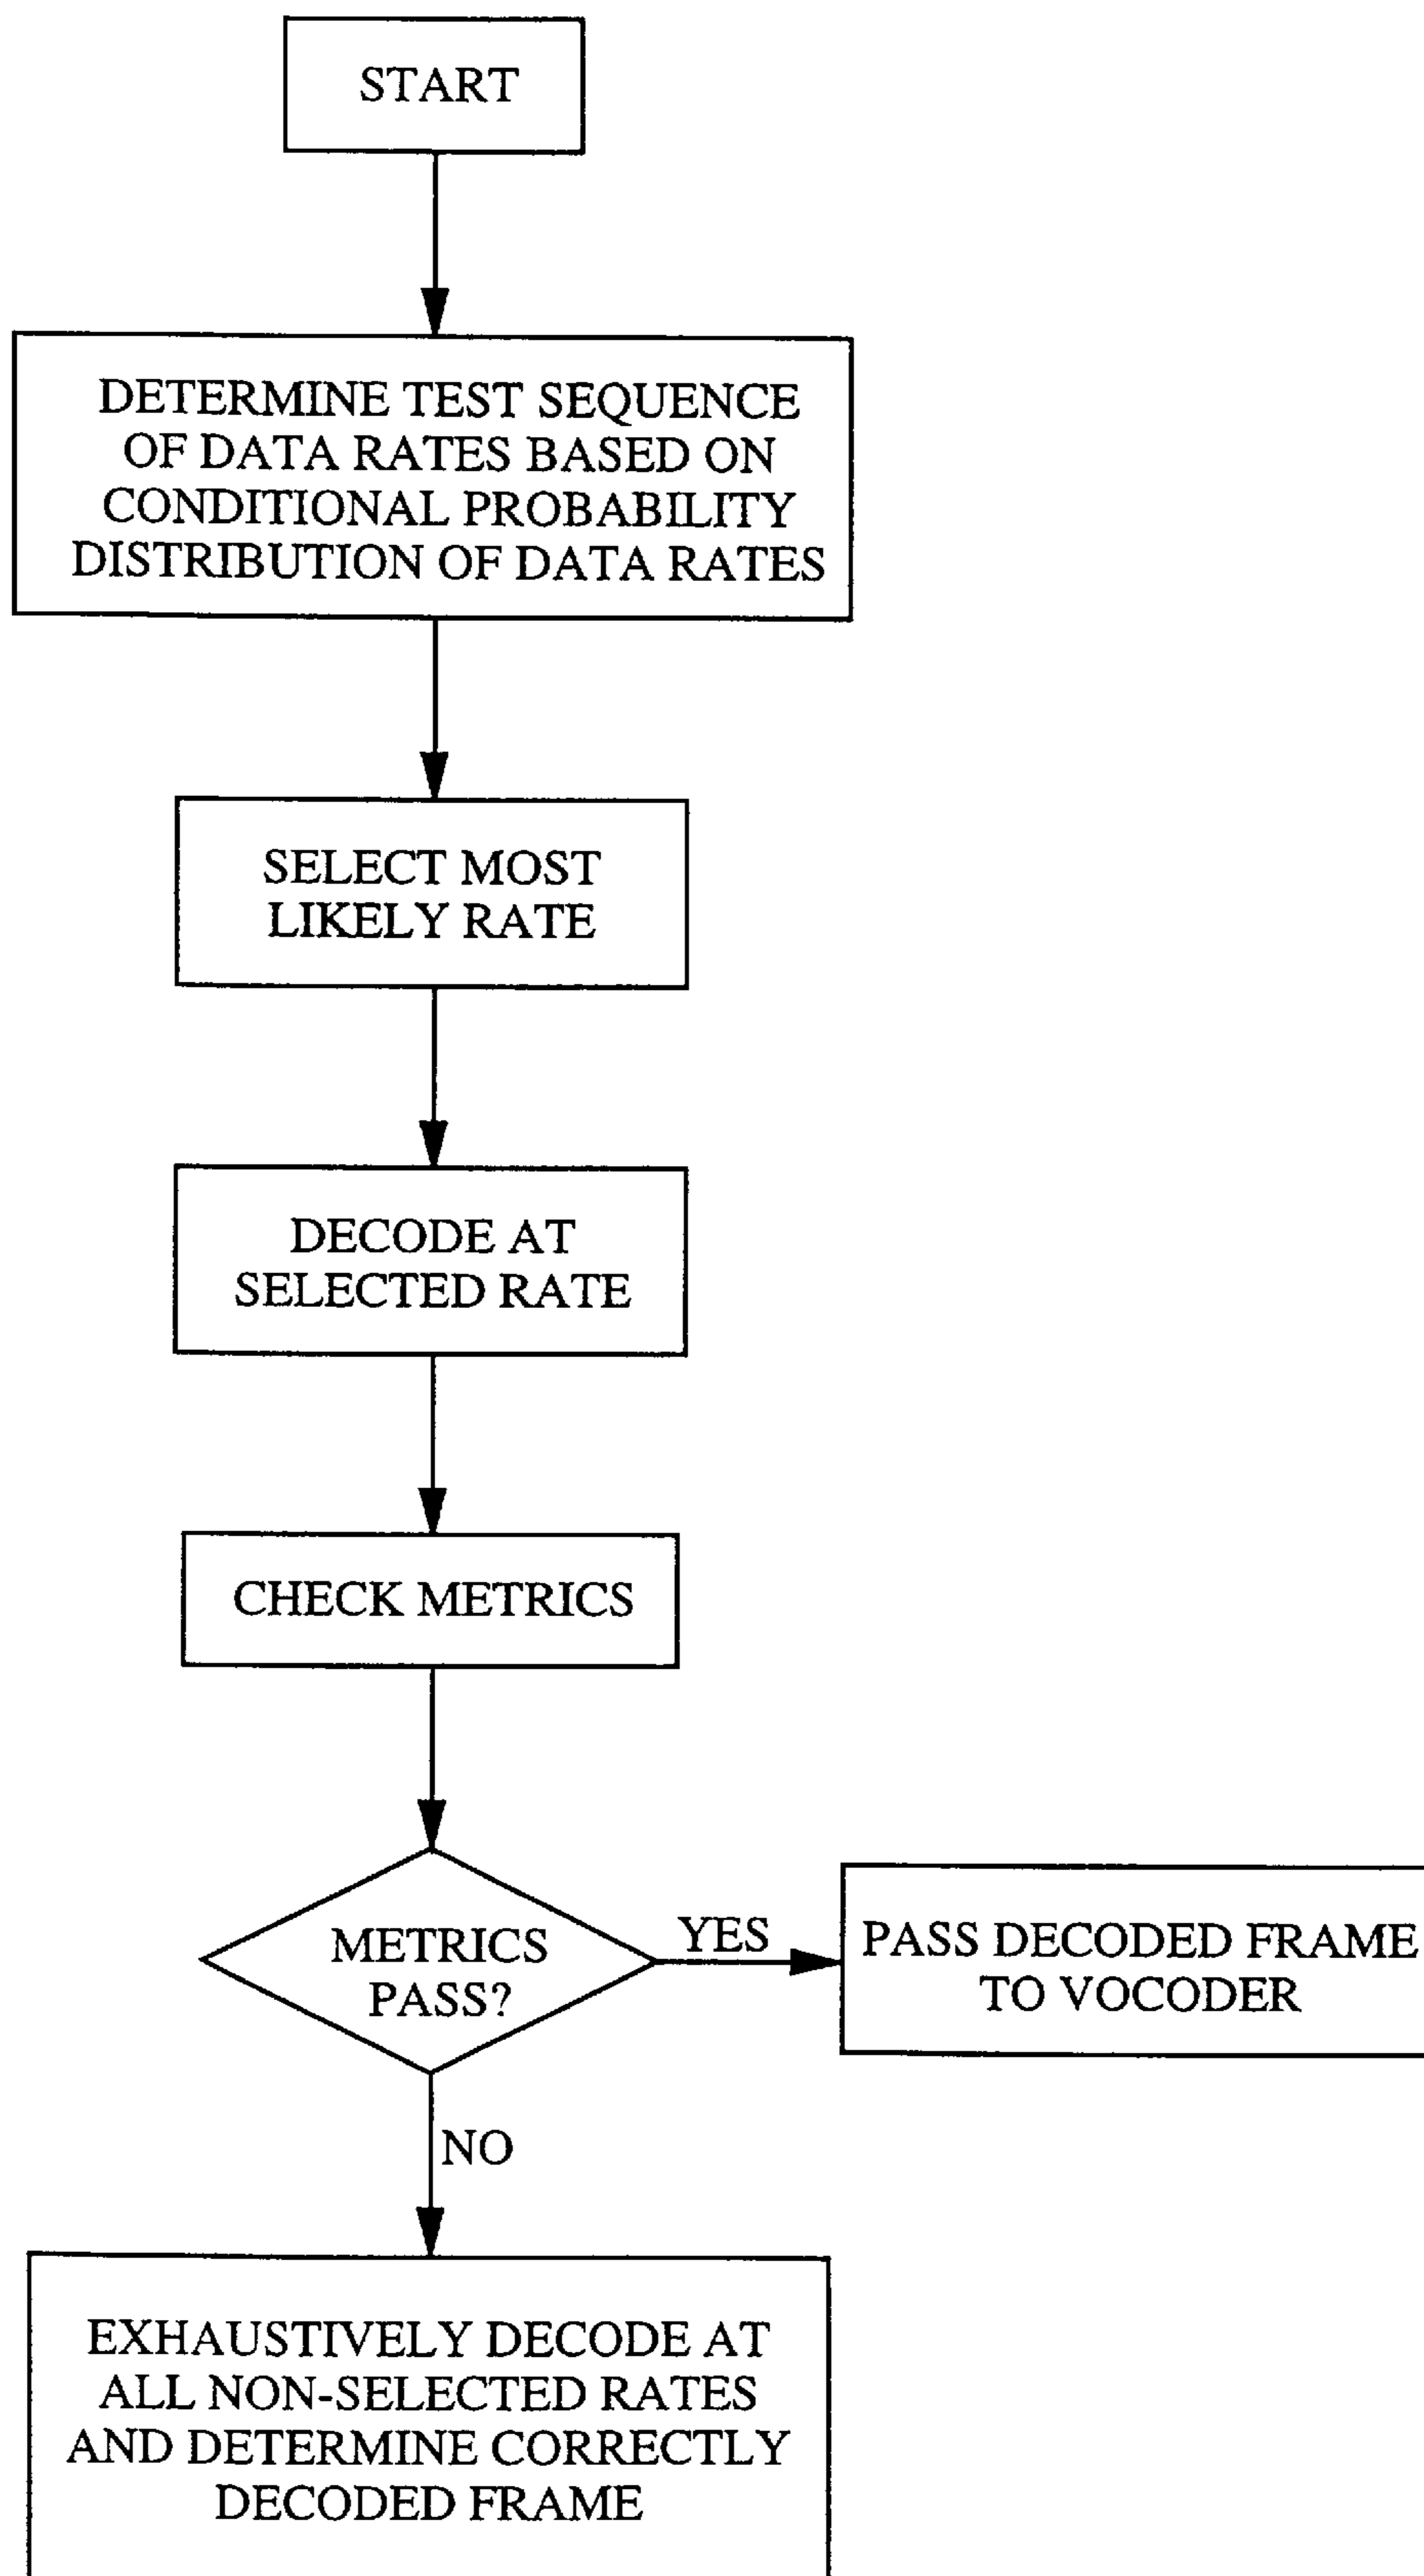 START
DETERMINE TEST SEQUENCE
OF DATA RATES BASED ON
CONDITIONAL PROBABILITY
DISTRIBUTION OF DATA RATES
SELECT MOST
LIKELY RATE
DECODE AT
SELECTED RATE
CHECK METRICS
METRICS
PASS?
YES
PASS DECODED FRAME
TO VOCODER
NO
EXHAUSTIVELY DECODE AT
ALL NON-SELECTED RATES
AND DETERMINE CORRECTLY
DECODED FRAME